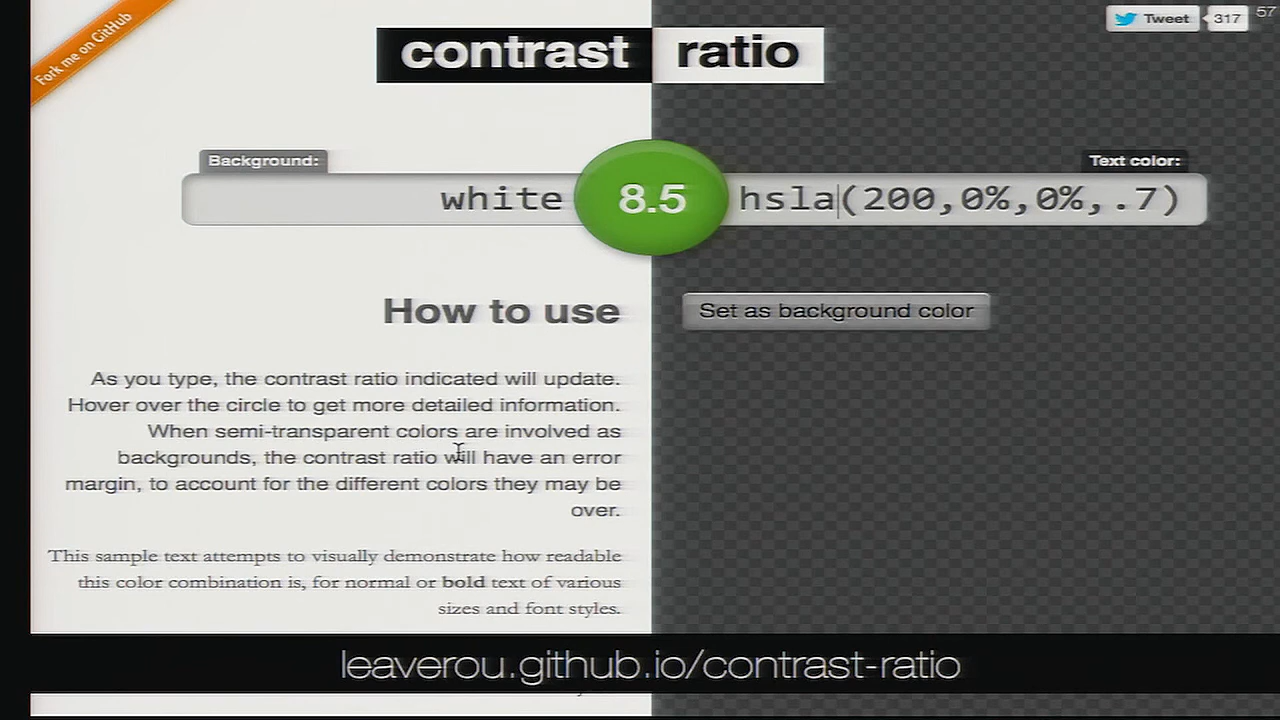 Fork me on GitHub
Tweet 317
57
contrast ratio
Background:
Text color:
white 8.5 hsla(200,0%,0%,.7)
How to use
Set as background color
As you type, the contrast ratio indicated will update.
Hover over the circle to get more detailed information.
When semi-transparent colors are involved as
backgrounds, the contrast ratio will have an error
margin, to account for the different colors they may be
over.
This sample text attempts to visually demonstrate how readable
this color combination is, for normal or bold text of various
sizes and font styles.
leaverou.github.io/contrast-ratio